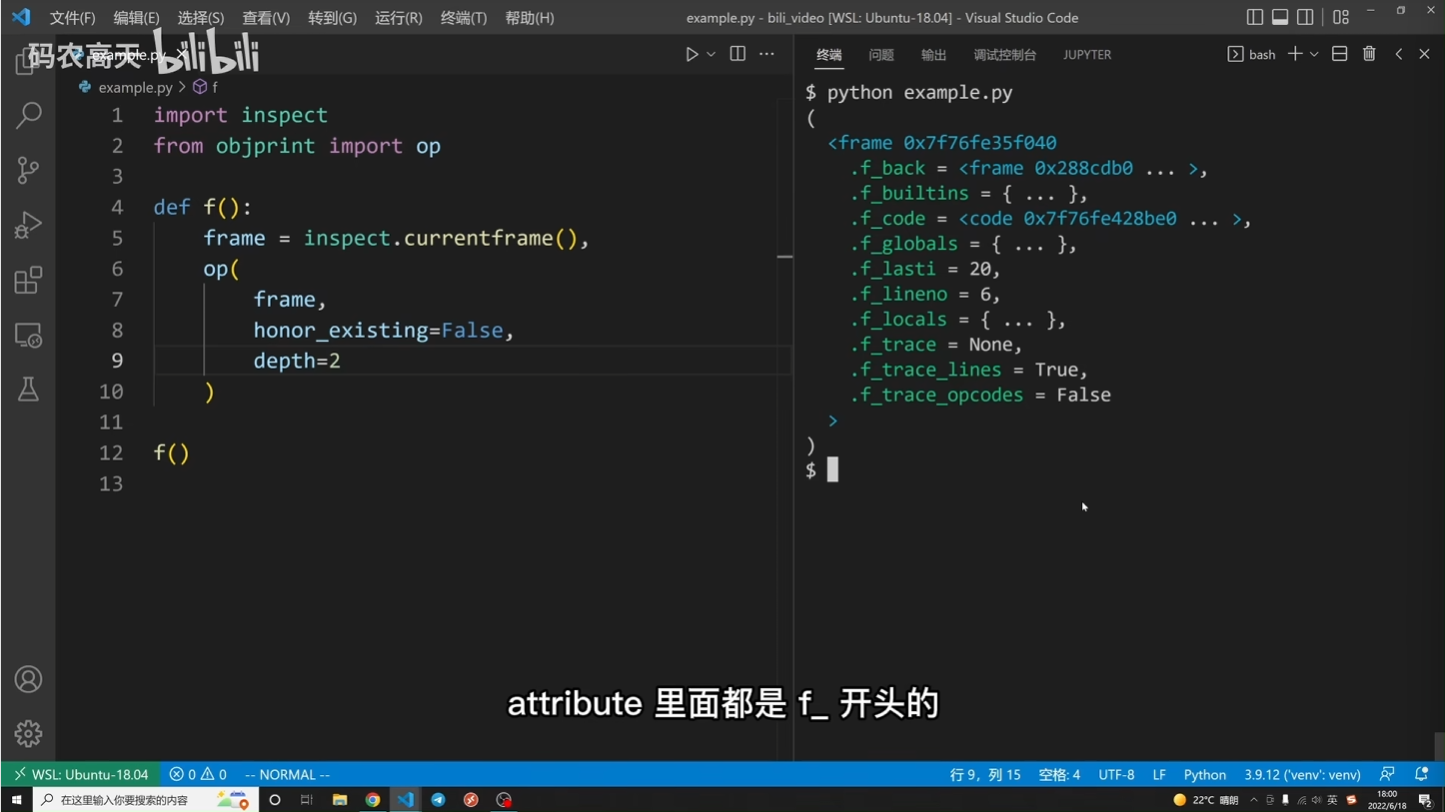 文件(F) 编辑(E) 选择(S) 查看(V) 转到(G) 运行(R) 终端(T) 帮助(H) example.py - bili_video [WSL: Ubuntu-18.04] - Visual Studio Code
码农高天 bilibili
example.py
终端 问题 输出 调试控制台 JUPYTER bash
example.py > f
1 import inspect
2 from objprint import op
3
4 def f():
5 frame = inspect.currentframe(),
6 op(
7 frame,
8 honor_existing=False,
9 depth=2
10 )
11
12 f()
13
$ python example.py
(
<frame 0x7f76fe35f040
.f_back = <frame 0x288cdb0 ... >,
.f_builtins = { ... },
.f_code = <code 0x7f76fe428be0 ... >,
.f_globals = { ... },
.f_lasti = 20,
.f_lineno = 6,
.f_locals = { ... },
.f_trace = None,
.f_trace_lines = True,
.f_trace_opcodes = False
>
)
$
attribute 里面都是 f_ 开头的
WSL: Ubuntu-18.04 0 0 -- NORMAL -- 行 9，列 15 空格: 4 UTF-8 LF Python 3.9.12 ('venv': venv)
在这里输入你要搜索的内容 22°C 晴朗 英 18:00
2022/6/18